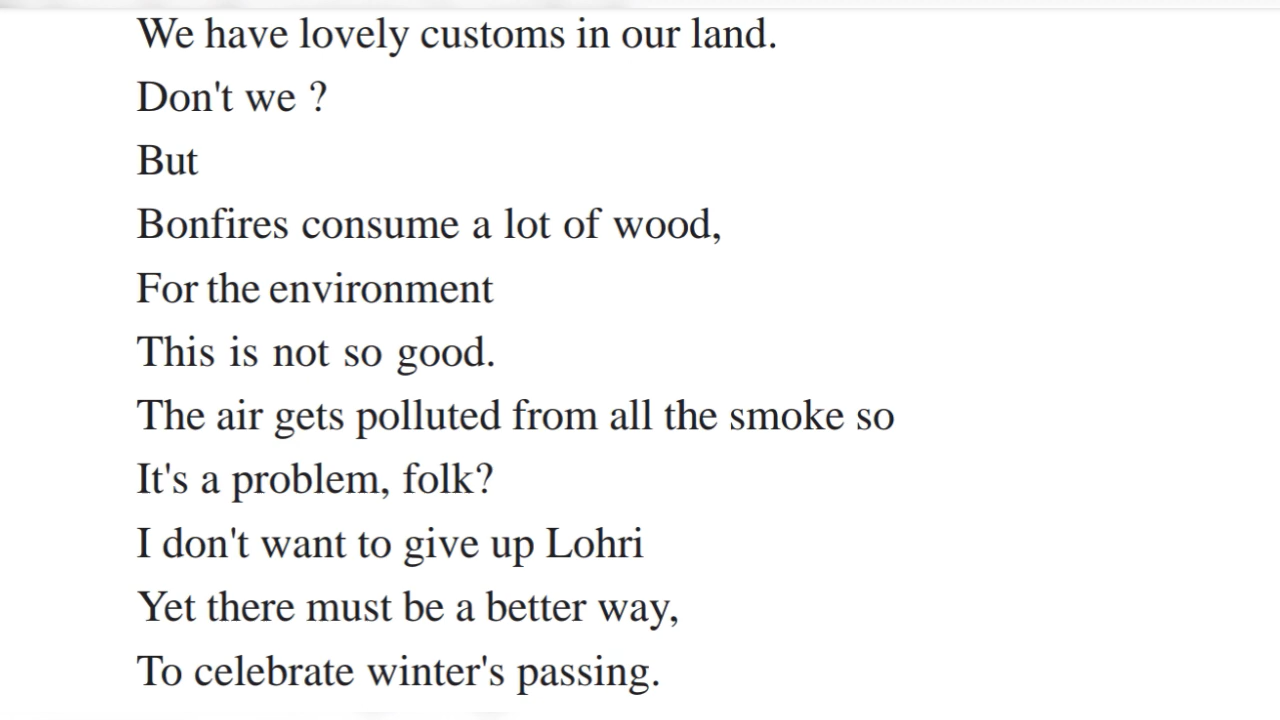 We have lovely customs in our land.
Don't we ?
But
Bonfires consume a lot of wood,
For the environment
This is not so good.
The air gets polluted from all the smoke so
It's a problem, folk?
I don't want to give up Lohri
Yet there must be a better way,
To celebrate winter's passing.